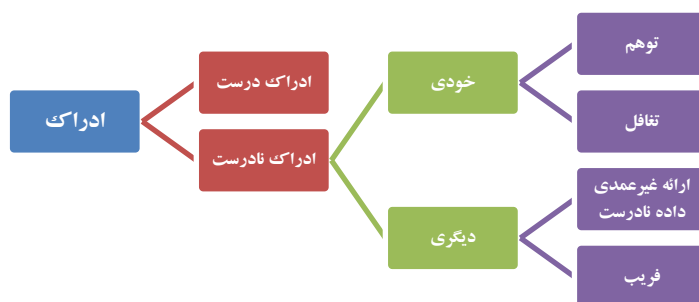 ادراک
ادراک درست
ادراک نادرست
خودی
دیگری
توهم
تغافل
ارائه غیرعمدی
داده نادرست
فریب